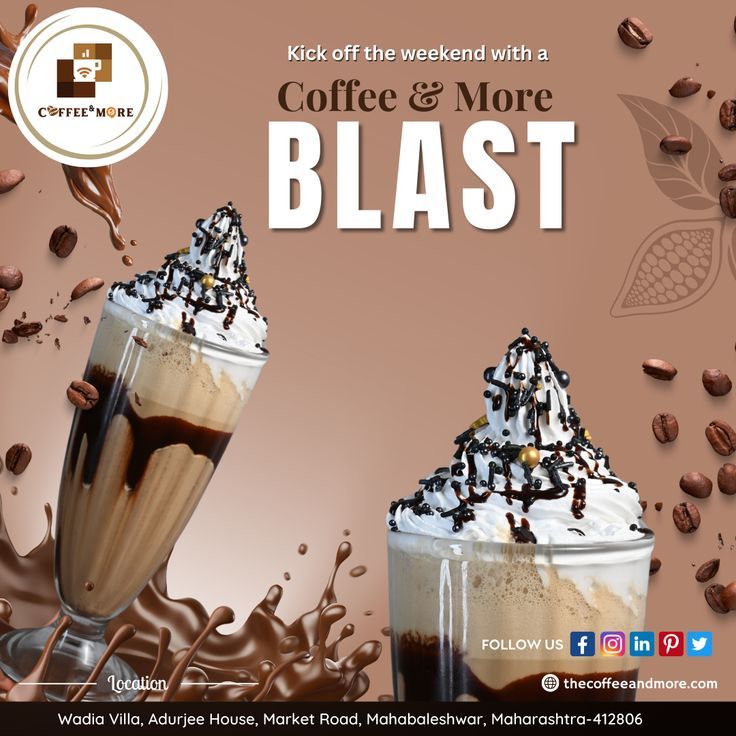 COFFEE & MORE
Kick off the weekend with a
Coffee & More
BLAST
FOLLOW US
thecoffeeandmore.com
Location
Wadia Villa, Adurjee House, Market Road, Mahabaleshwar, Maharashtra-412806